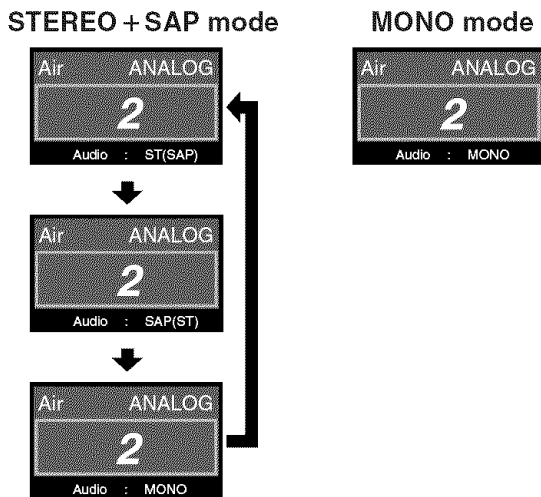 STEREO + SAP mode
Air ANALOG
2
Audio : ST(SAP)
Air ANALOG
2
Audio : SAP(ST)
Air ANALOG
2
Audio : MONO
MONO mode
Air ANALOG
2
Audio : MONO